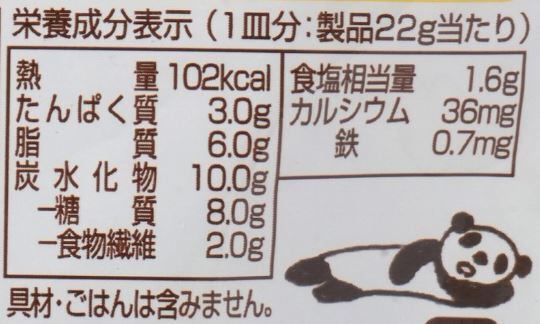 栄養成分表示（1皿分：製品22g当たり）
熱量 102kcal
たんぱく質 3.0g
脂質 6.0g
炭水化物 10.0g
－糖質 8.0g
－食物繊維 2.0g
食塩相当量 1.6g
カルシウム 36mg
鉄 0.7mg
具材・ごはんは含みません。